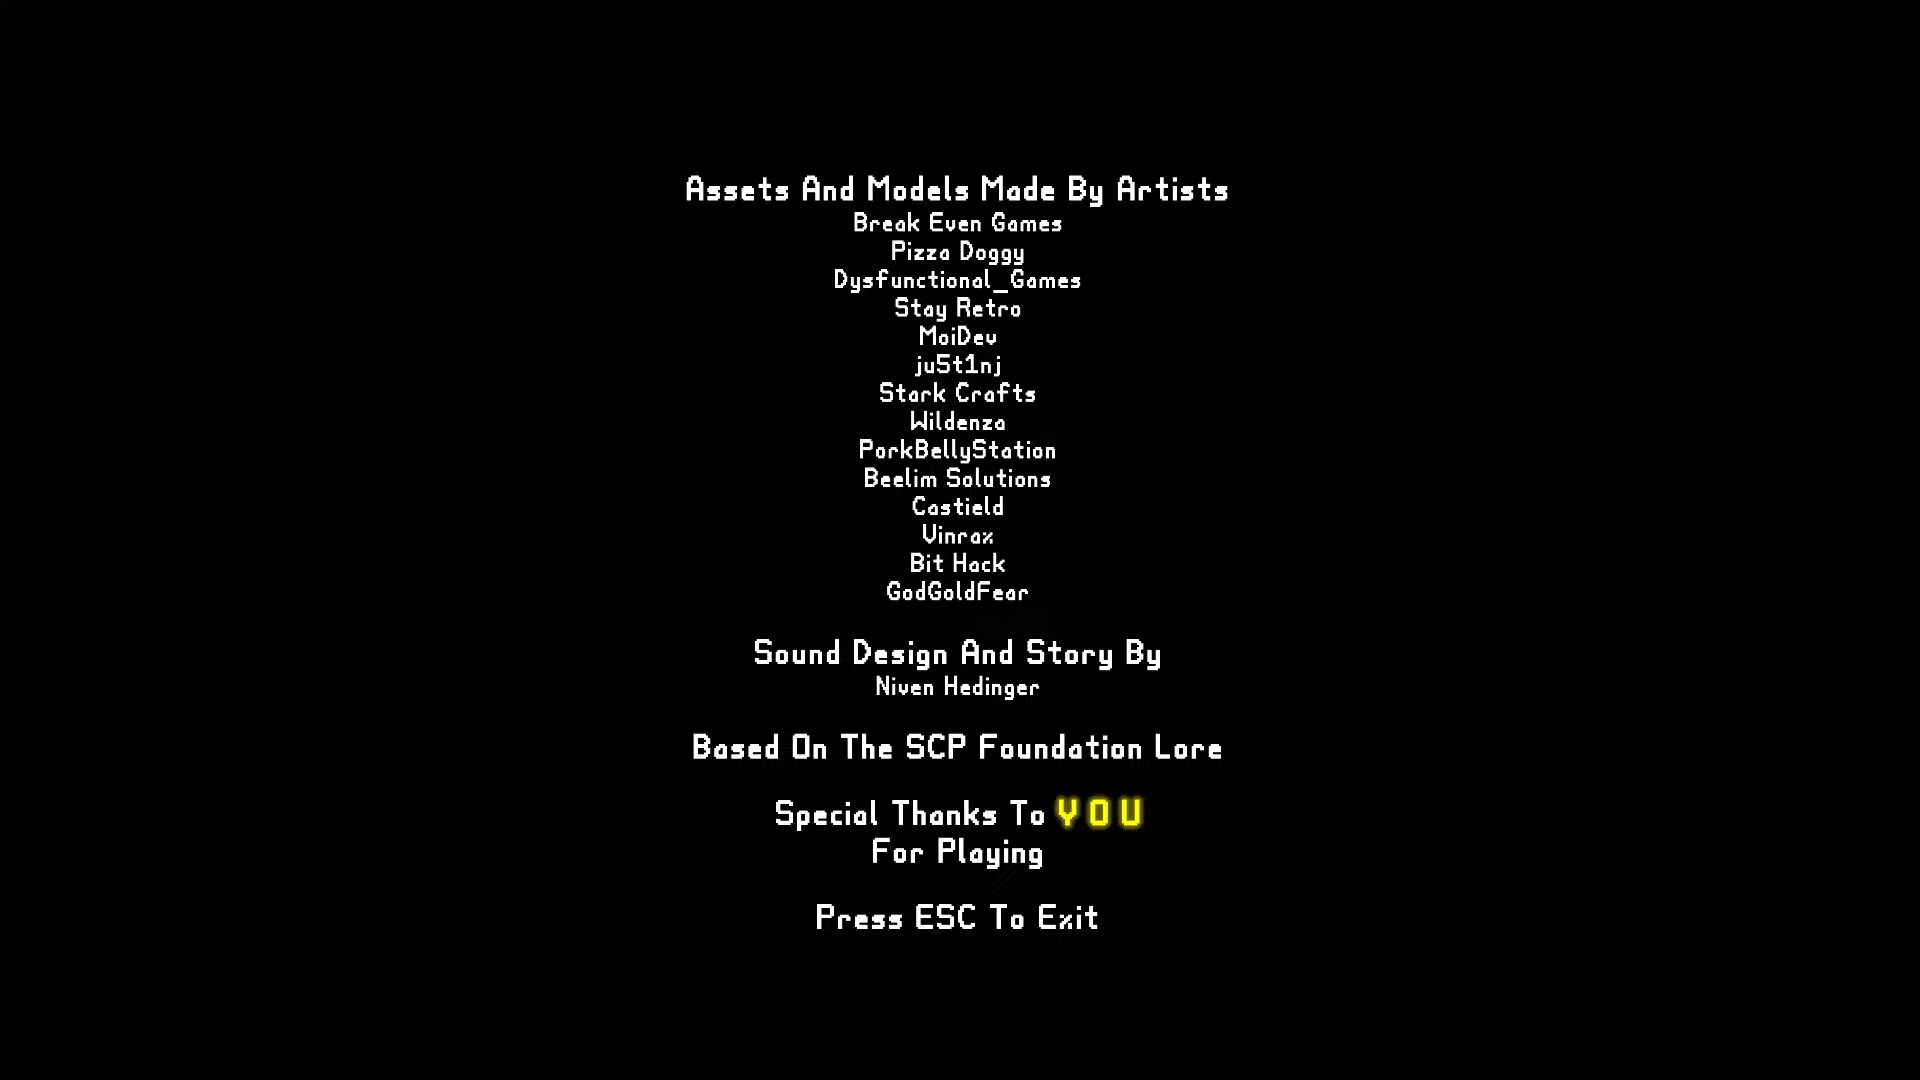 Assets And Models Made By Artists
Break Even Games
Pizza Doggy
Dysfunctional_Games
Stay Retro
MoiDev
ju5t1nj
Stark Crafts
Wildenza
PorkBellyStation
Beelim Solutions
Castield
Vinrax
Bit Hack
GodGoldFear
Sound Design And Story By
Niven Hedinger
Based On The SCP Foundation Lore
Special Thanks To Y O U
For Playing
Press ESC To Exit